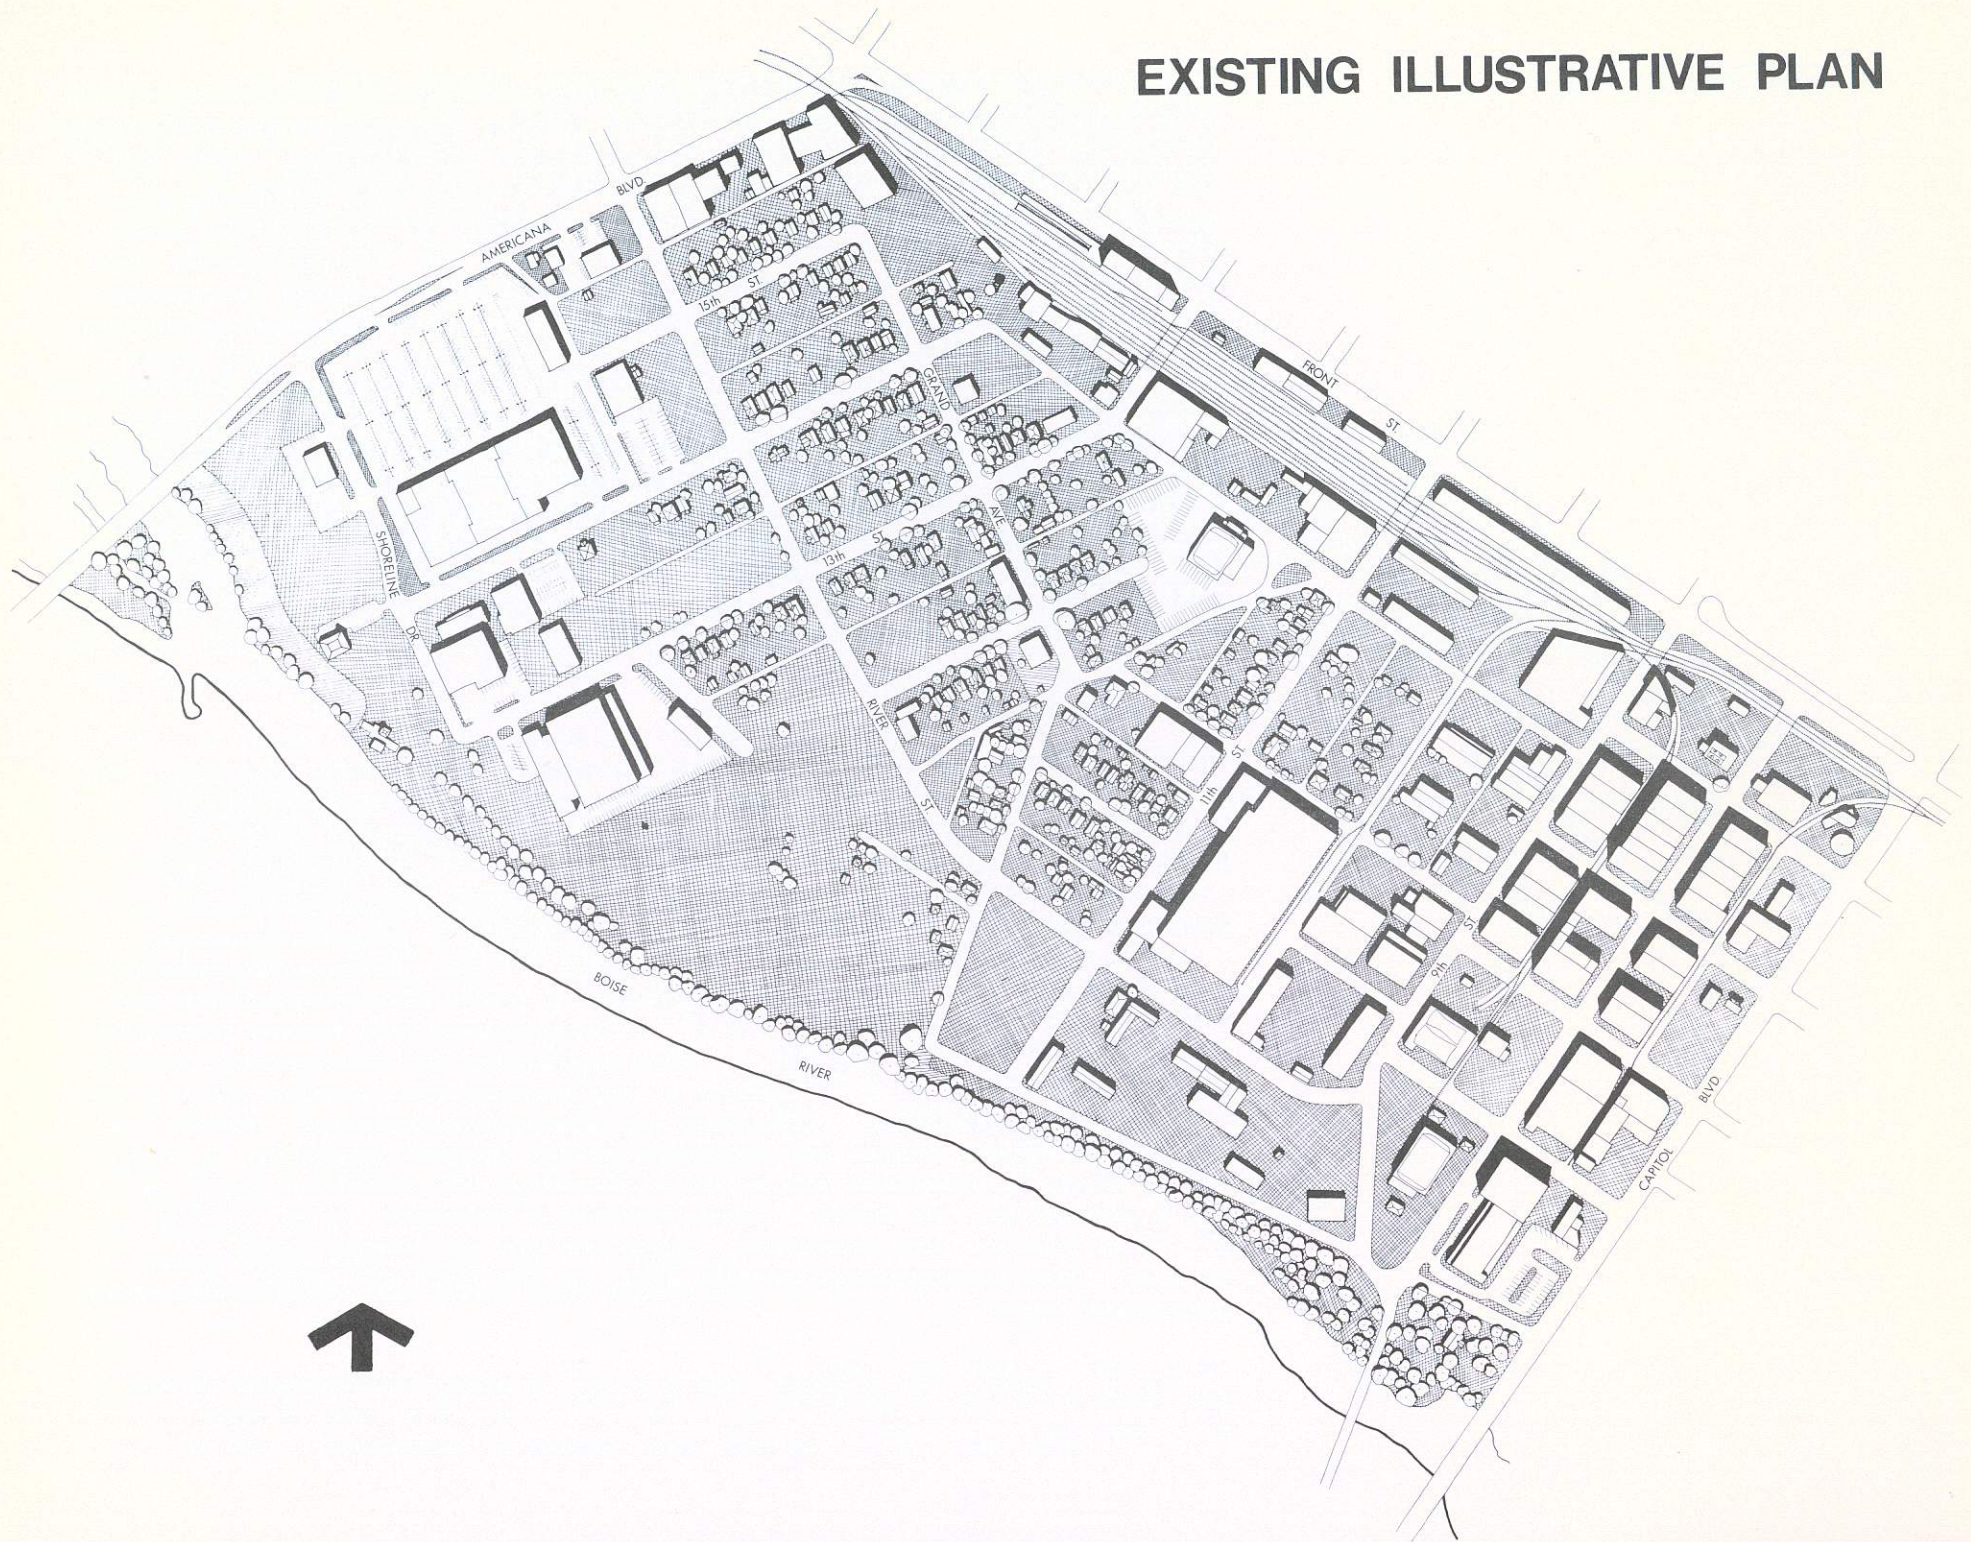 EXISTING ILLUSTRATIVE PLAN
AMERICANA BLVD.
15th ST.
FRONT ST.
GRAND AVE.
SHORELINE DR.
13th ST.
RIVER ST.
11th ST.
9th ST.
BOISE RIVER
CAPITOL BLVD